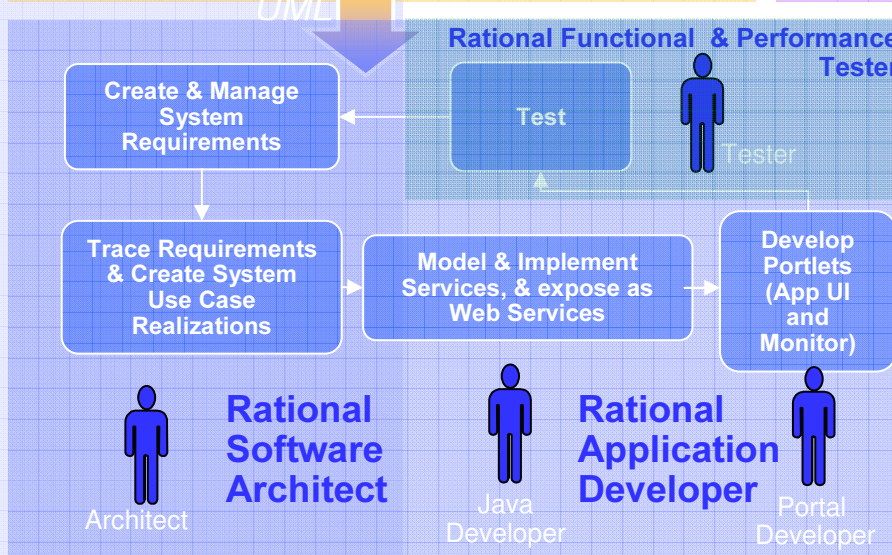 UML
Rational Functional & Performance
Tester
Create & Manage
System
Requirements
Test
Tester
Trace Requirements
& Create System
Use Case
Realizations
Model & Implement
Services, & expose as
Web Services
Develop
Portlets
(App UI
and
Monitor)
Rational
Software
Architect
Architect
Rational
Application
Developer
Java
Developer
Portal
Developer